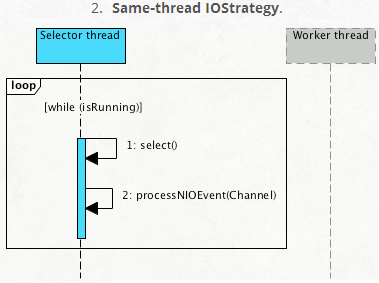 2. Same-thread IOStrategy.
Selector thread
Worker thread
loop
[while (isRunning)]
1: select()
2: processNIOEvent(Channel)